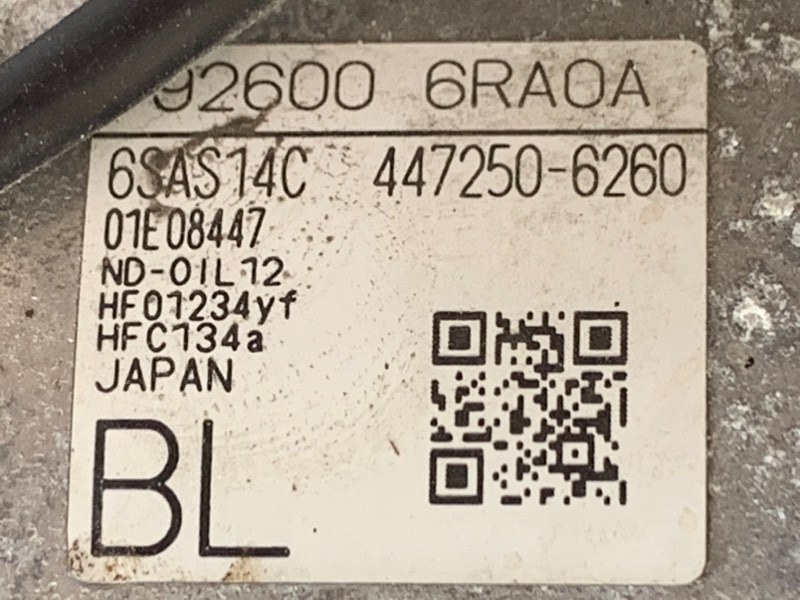 92600 6RA0A
6SAS14C 447250-6260
01E08447
ND-OIL12
HFO1234yf
HFC134a
JAPAN
BL